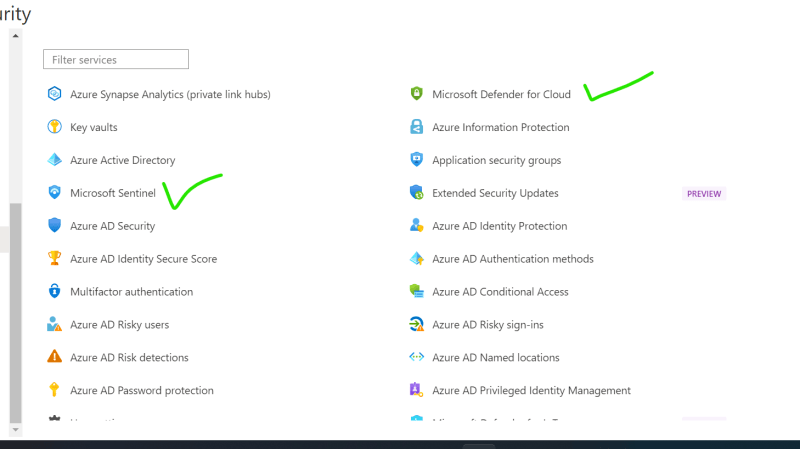 Filter services
Azure Synapse Analytics (private link hubs)
Microsoft Defender for Cloud
Key vaults
Azure Information Protection
Azure Active Directory
Application security groups
Microsoft Sentinel
Extended Security Updates
PREVIEW
Azure AD Security
Azure AD Identity Protection
Azure AD Identity Secure Score
Azure AD Authentication methods
Multifactor authentication
Azure AD Conditional Access
Azure AD Risky users
Azure AD Risky sign-ins
Azure AD Risk detections
Azure AD Named locations
Azure AD Password protection
Azure AD Privileged Identity Management